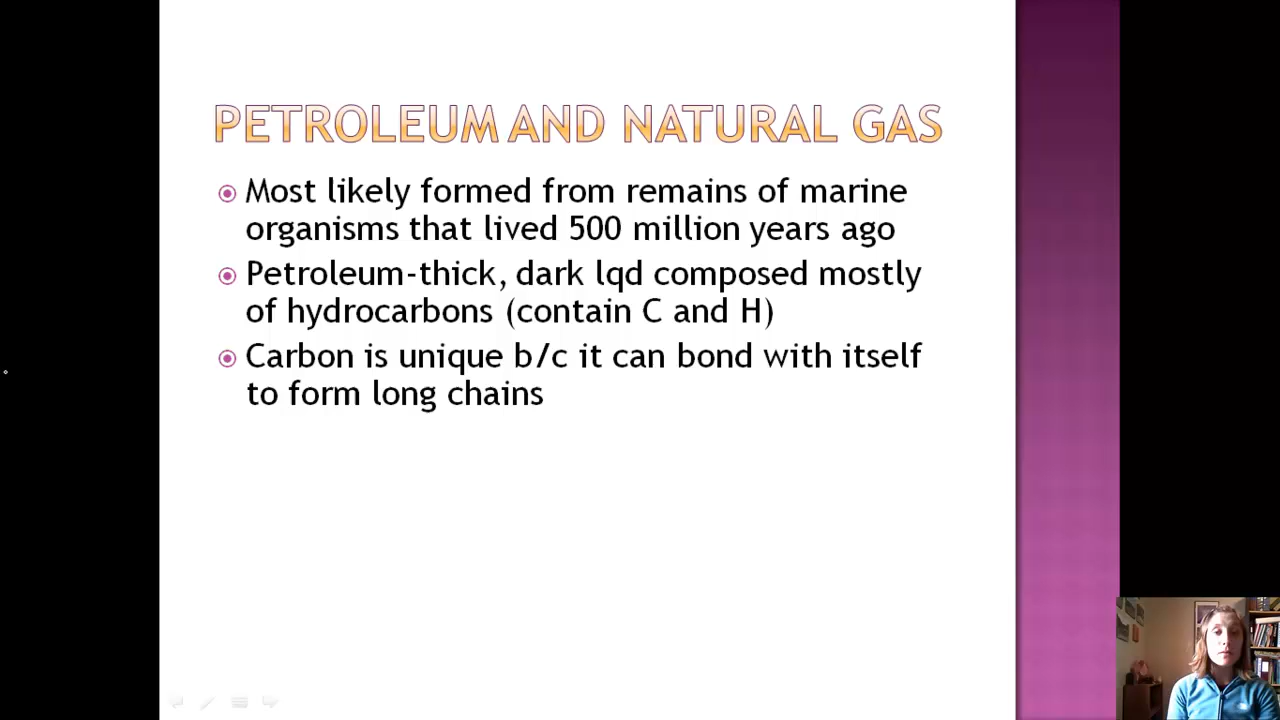 PETROLEUM AND NATURAL GAS
Most likely formed from remains of marine
organisms that lived 500 million years ago
Petroleum-thick, dark lqd composed mostly
of hydrocarbons (contain C and H)
Carbon is unique b/c it can bond with itself
to form long chains